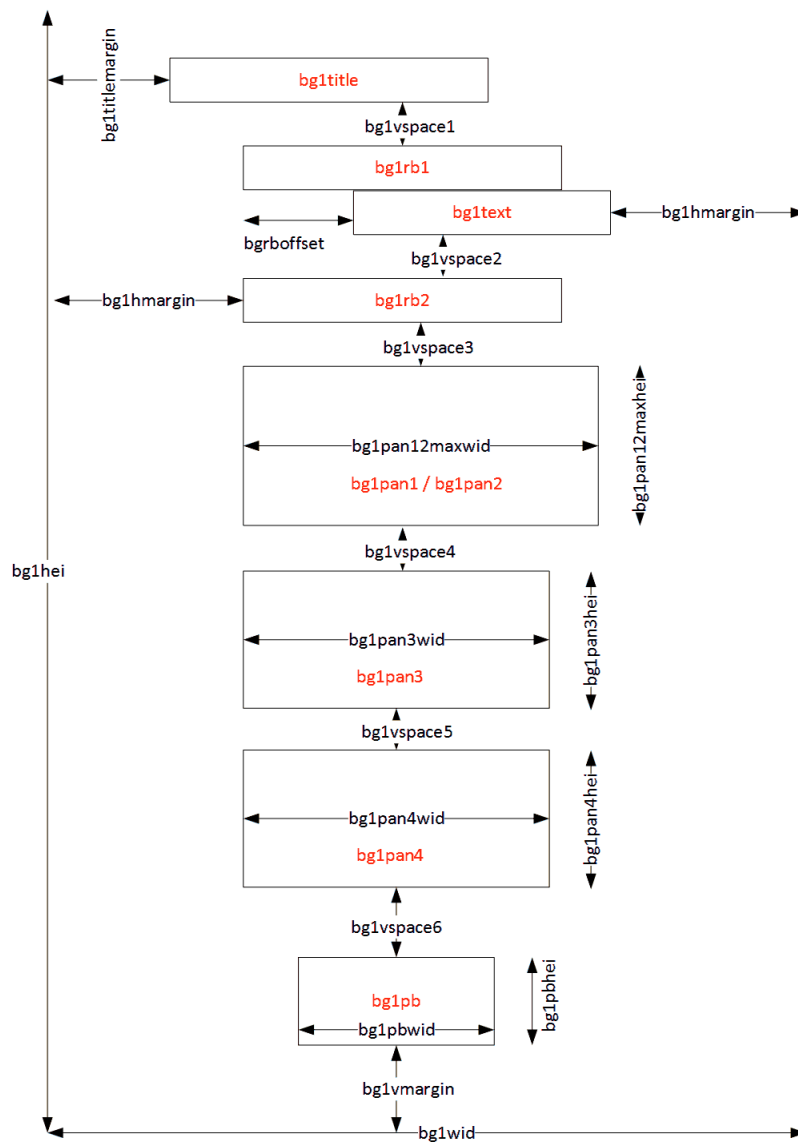 bg1titlemargin
bg1title
bg1vspace1
bg1rb1
bg1text
bg1hmargin
bgrboffset
bg1vspace2
bg1hmargin
bg1rb2
bg1vspace3
bg1pan12maxwid
bg1pan12maxhei
bg1pan1 / bg1pan2
bg1vspace4
bg1hei
bg1pan3wid
bg1pan3hei
bg1pan3
bg1vspace5
bg1pan4wid
bg1pan4hei
bg1pan4
bg1vspace6
bg1pb
bg1pbhei
bg1pbwid
bg1vmargin
bg1wid